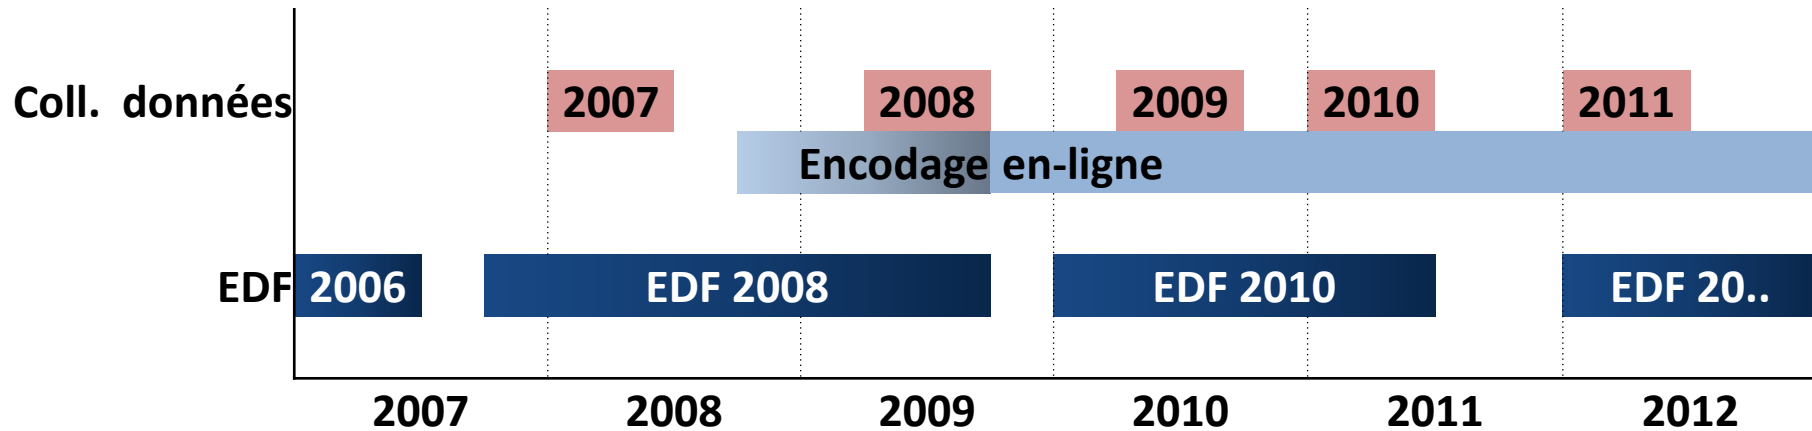 Coll. données 2007 2008 2009 2010 2011
Encodage en-ligne
EDF 2006 EDF 2008 EDF 2010 EDF 20..
2007 2008 2009 2010 2011 2012